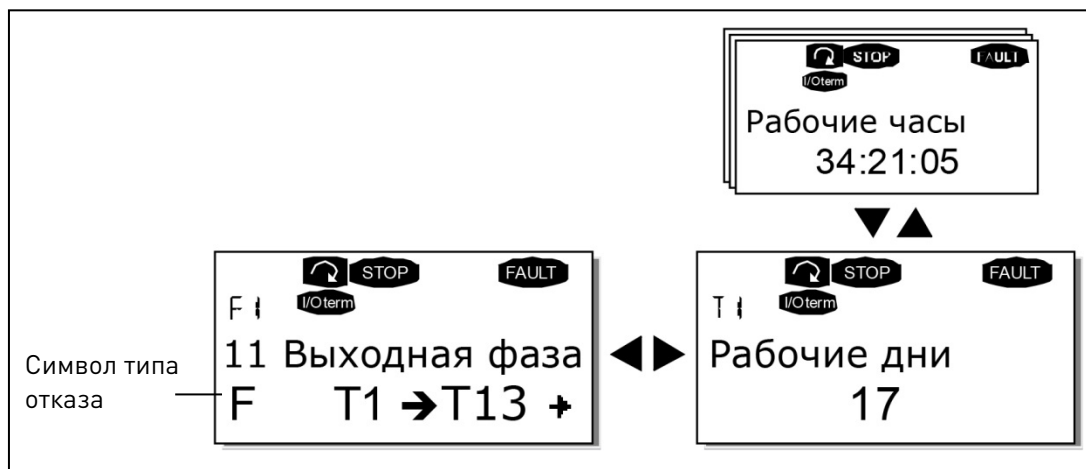 STOP FAULT
I/Oterm
Рабочие часы
34:21:05
STOP FAULT
F1 I/Oterm
11 Выходная фаза
F T1 → T13
Символ типа
отказа
STOP FAULT
T1 I/Oterm
Рабочие дни
17